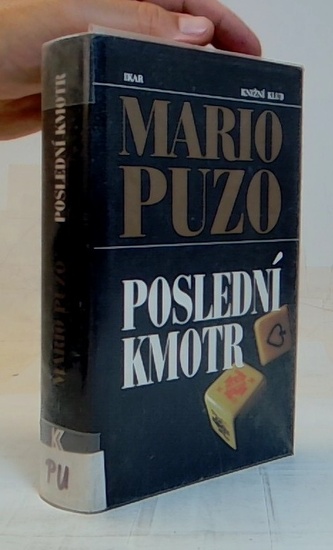 IKAR
KNIŽNÍ KLUB
MARIO
PUZO
POSLEDNÍ
KMOTR
MARIO PUZO POSLEDNÍ KMOTR
K
PU